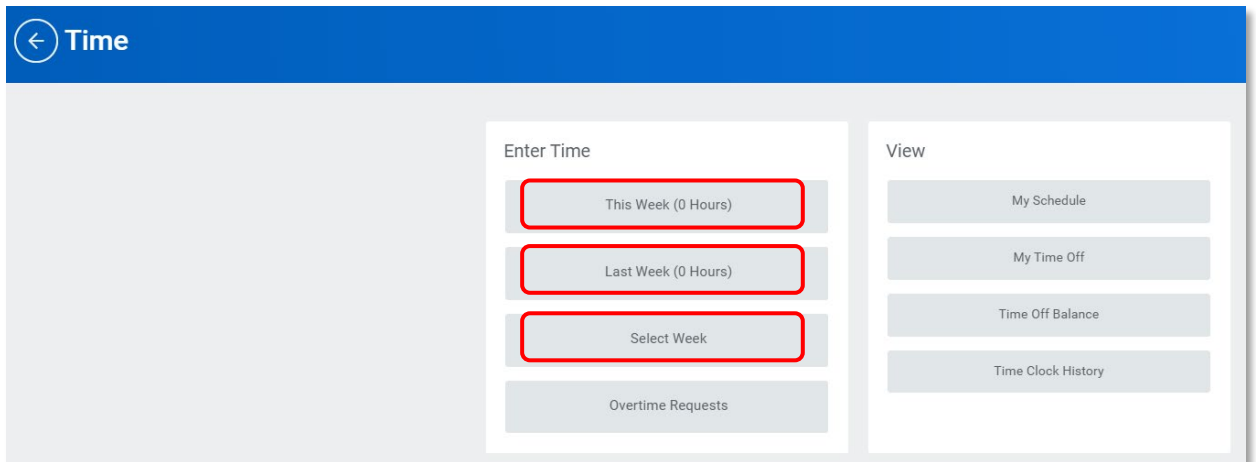 Time
Enter Time
This Week (0 Hours)
Last Week (0 Hours)
Select Week
Overtime Requests
View
My Schedule
My Time Off
Time Off Balance
Time Clock History